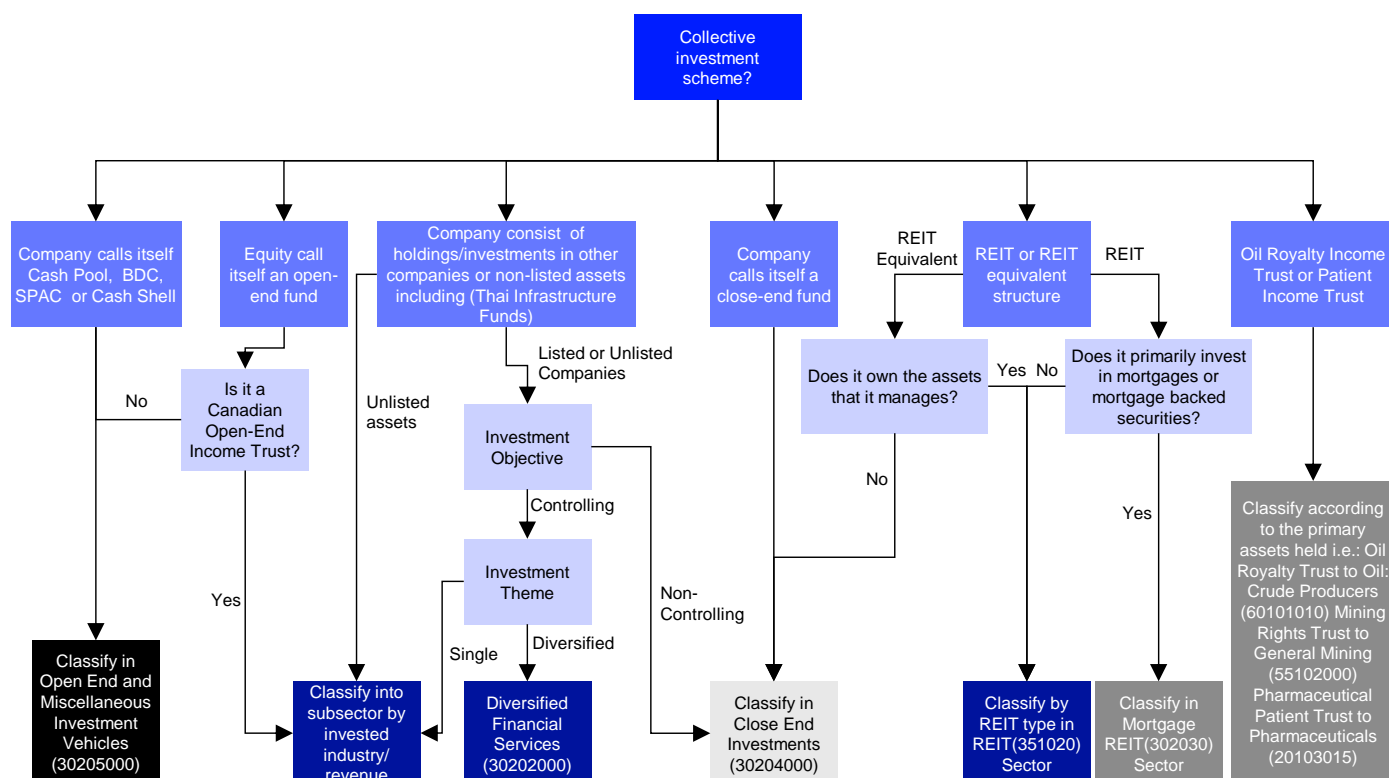 Collective
investment
scheme?
Company calls itself
Cash Pool,  BDC,
SPAC  or Cash Shell
Equity call
itself an open-
end fund
Company consist  of
holdings/investments in other
companies or non-listed assets
including (Thai Infrastructure
Funds)
Company
calls itself a
close-end fund
REIT
Equivalent
REIT or REIT
equivalent
structure
REIT
Oil Royalty Income
Trust or Patient
Income Trust
No
Is it a
Canadian
Open-End
Income Trust?
Unlisted
assets
Listed or Unlisted
Companies
Investment
Objective
Does it own the assets
that it manages?
Yes
No
Does it primarily invest
in mortgages or
mortgage backed
securities?
No
Controlling
Yes
Investment
Theme
Non-
Controlling
Yes
Single
Diversified
Classify according
to the primary
assets held i.e.: Oil
Royalty Trust to Oil:
Crude Producers
(60101010) Mining
Rights Trust to
General Mining
(55102000)
Pharmaceutical
Patient Trust to
Pharmaceuticals
(20103015)
Classify in
Open End and
Miscellaneous
Investment
Vehicles
(30205000)
Classify into
subsector by
invested
industry/
revenue
Diversified
Financial
Services
(30202000)
Classify in
Close End
Investments
(30204000)
Classify by
REIT type in
REIT(351020)
Sector
Classify in
Mortgage
REIT(302030)
Sector